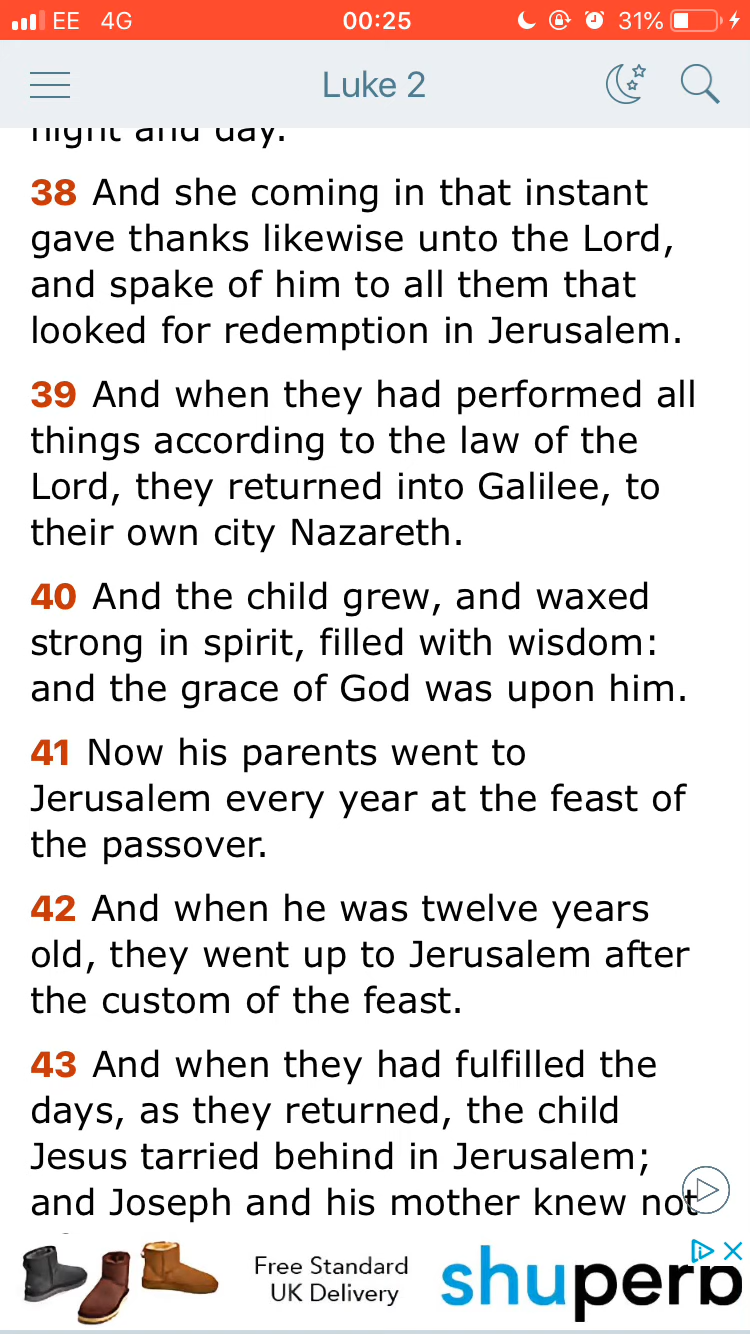 EE 4G 00:25 31%
Luke 2
night and day.
38 And she coming in that instant
gave thanks likewise unto the Lord,
and spake of him to all them that
looked for redemption in Jerusalem.
39 And when they had performed all
things according to the law of the
Lord, they returned into Galilee, to
their own city Nazareth.
40 And the child grew, and waxed
strong in spirit, filled with wisdom:
and the grace of God was upon him.
41 Now his parents went to
Jerusalem every year at the feast of
the passover.
42 And when he was twelve years
old, they went up to Jerusalem after
the custom of the feast.
43 And when they had fulfilled the
days, as they returned, the child
Jesus tarried behind in Jerusalem;
and Joseph and his mother knew not
Free Standard
UK Delivery
shuperb